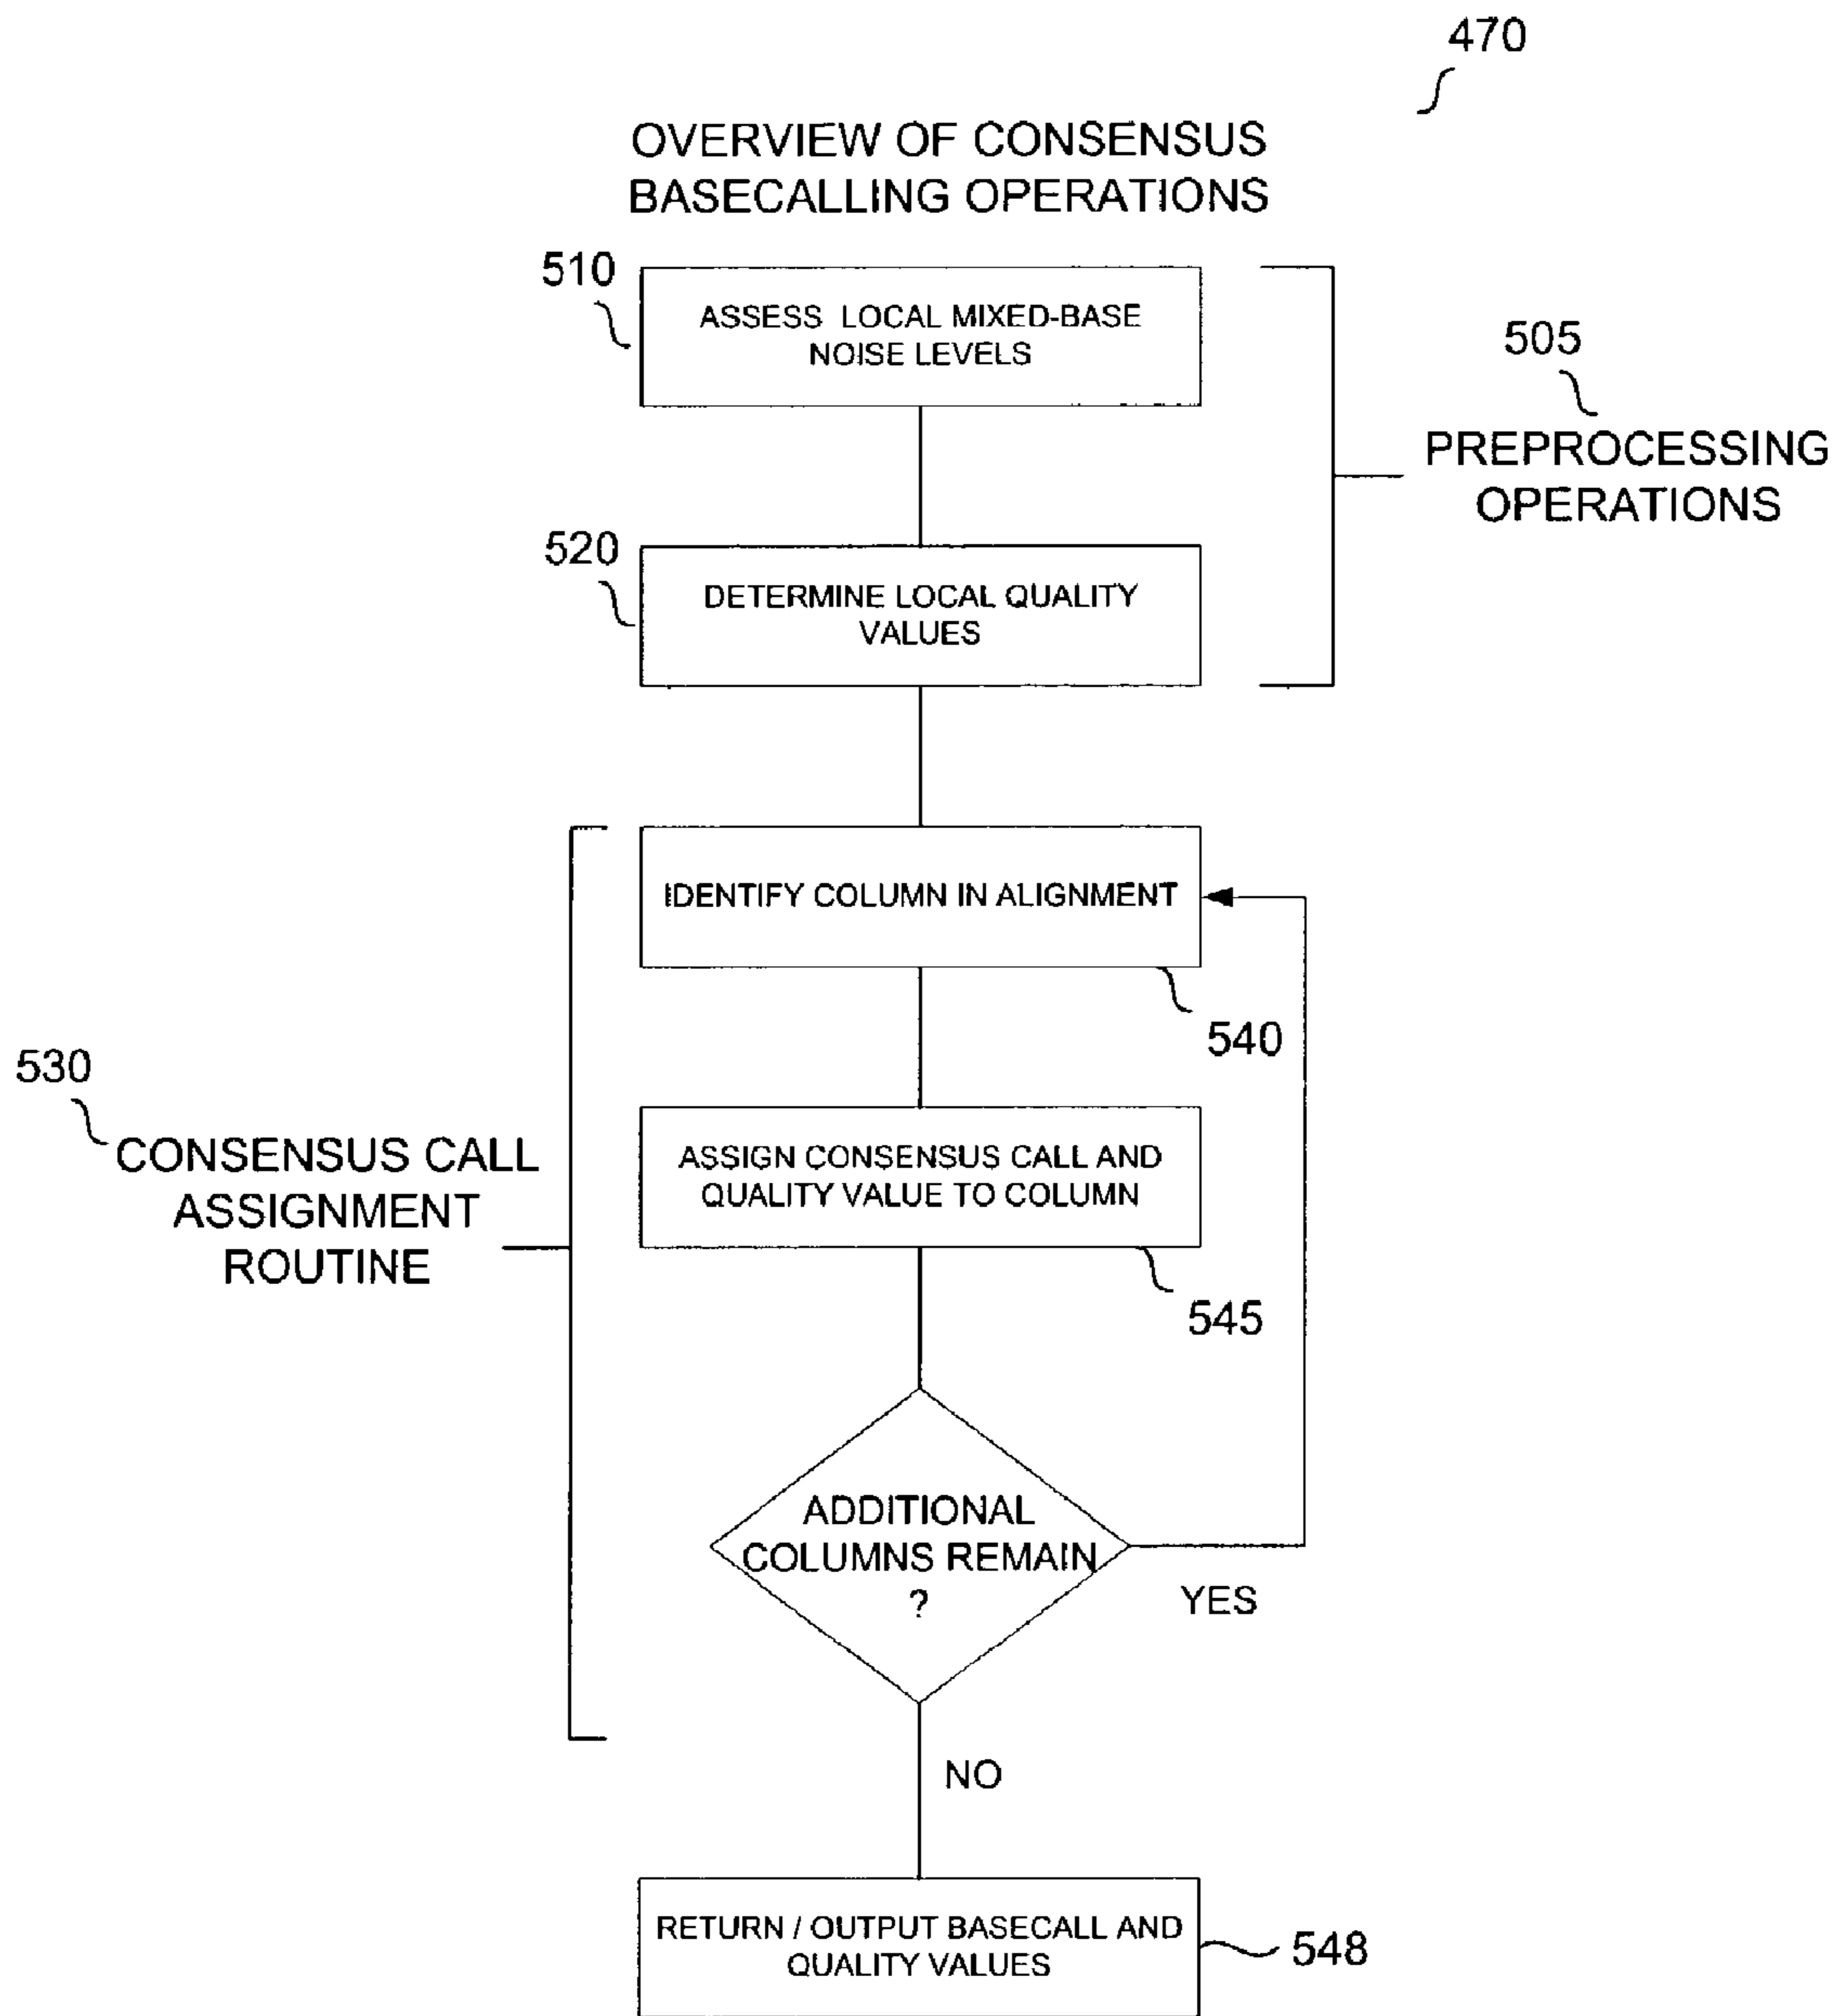 470
OVERVIEW OF CONSENSUS
BASECALLING OPERATIONS
510
ASSESS LOCAL MIXED-BASE
NOISE LEVELS
505
PREPROCESSING
OPERATIONS
520
DETERMINE LOCAL QUALITY
VALUES
IDENTIFY COLUMN IN ALIGNMENT
540
530
CONSENSUS CALL
ASSIGNMENT
ROUTINE
ASSIGN CONSENSUS CALL AND
QUALITY VALUE TO COLUMN
545
ADDITIONAL
COLUMNS REMAIN
?
YES
NO
RETURN / OUTPUT BASECALL AND
QUALITY VALUES
548